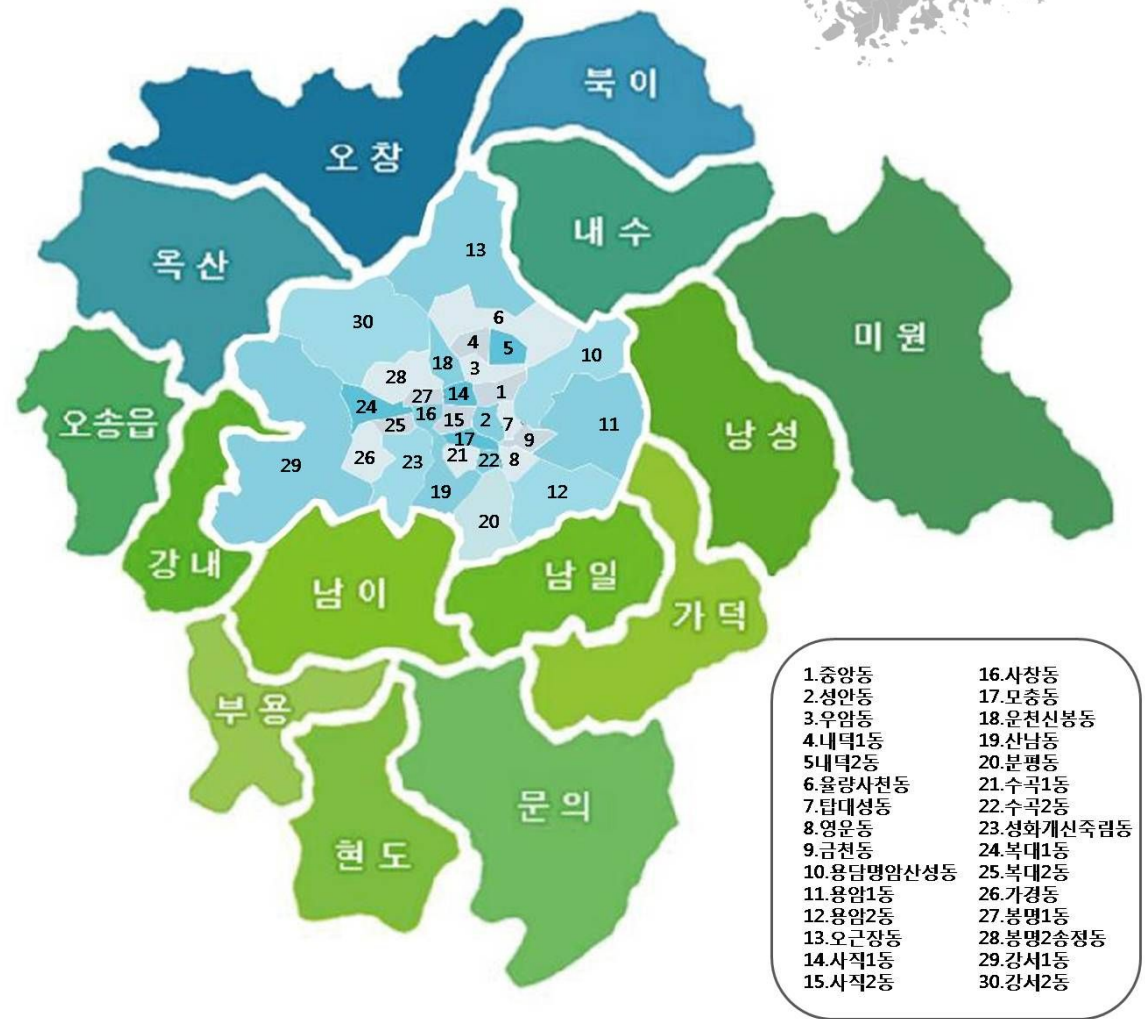 북 이
오 창
내 수
옥 산
13
미 원
30
6
4
5
3
10
18
28
14
1
27
24
16
15
2
7
11
25
17
9
오송읍
낭 성
26
23
21
22
8
29
19
12
20
강 내
남 이
남 일
가 덕
부 용
문 의
현 도
1.중앙동
2.성안동
3.우암동
4.내덕1동
5내덕2동
6.율량사천동
7.탑대성동
8.영운동
9.금천동
10.용담명암산성동
11.용암1동
12.용암2동
13.오근장동
14.사직1동
15.사직2동
16.사창동
17.모충동
18.운천신봉동
19.산남동
20.분평동
21.수곡1동
22.수곡2동
23.성화개신죽림동
24.복대1동
25.복대2동
26.가경동
27.봉명1동
28.봉명2송정동
29.강서1동
30.강서2동